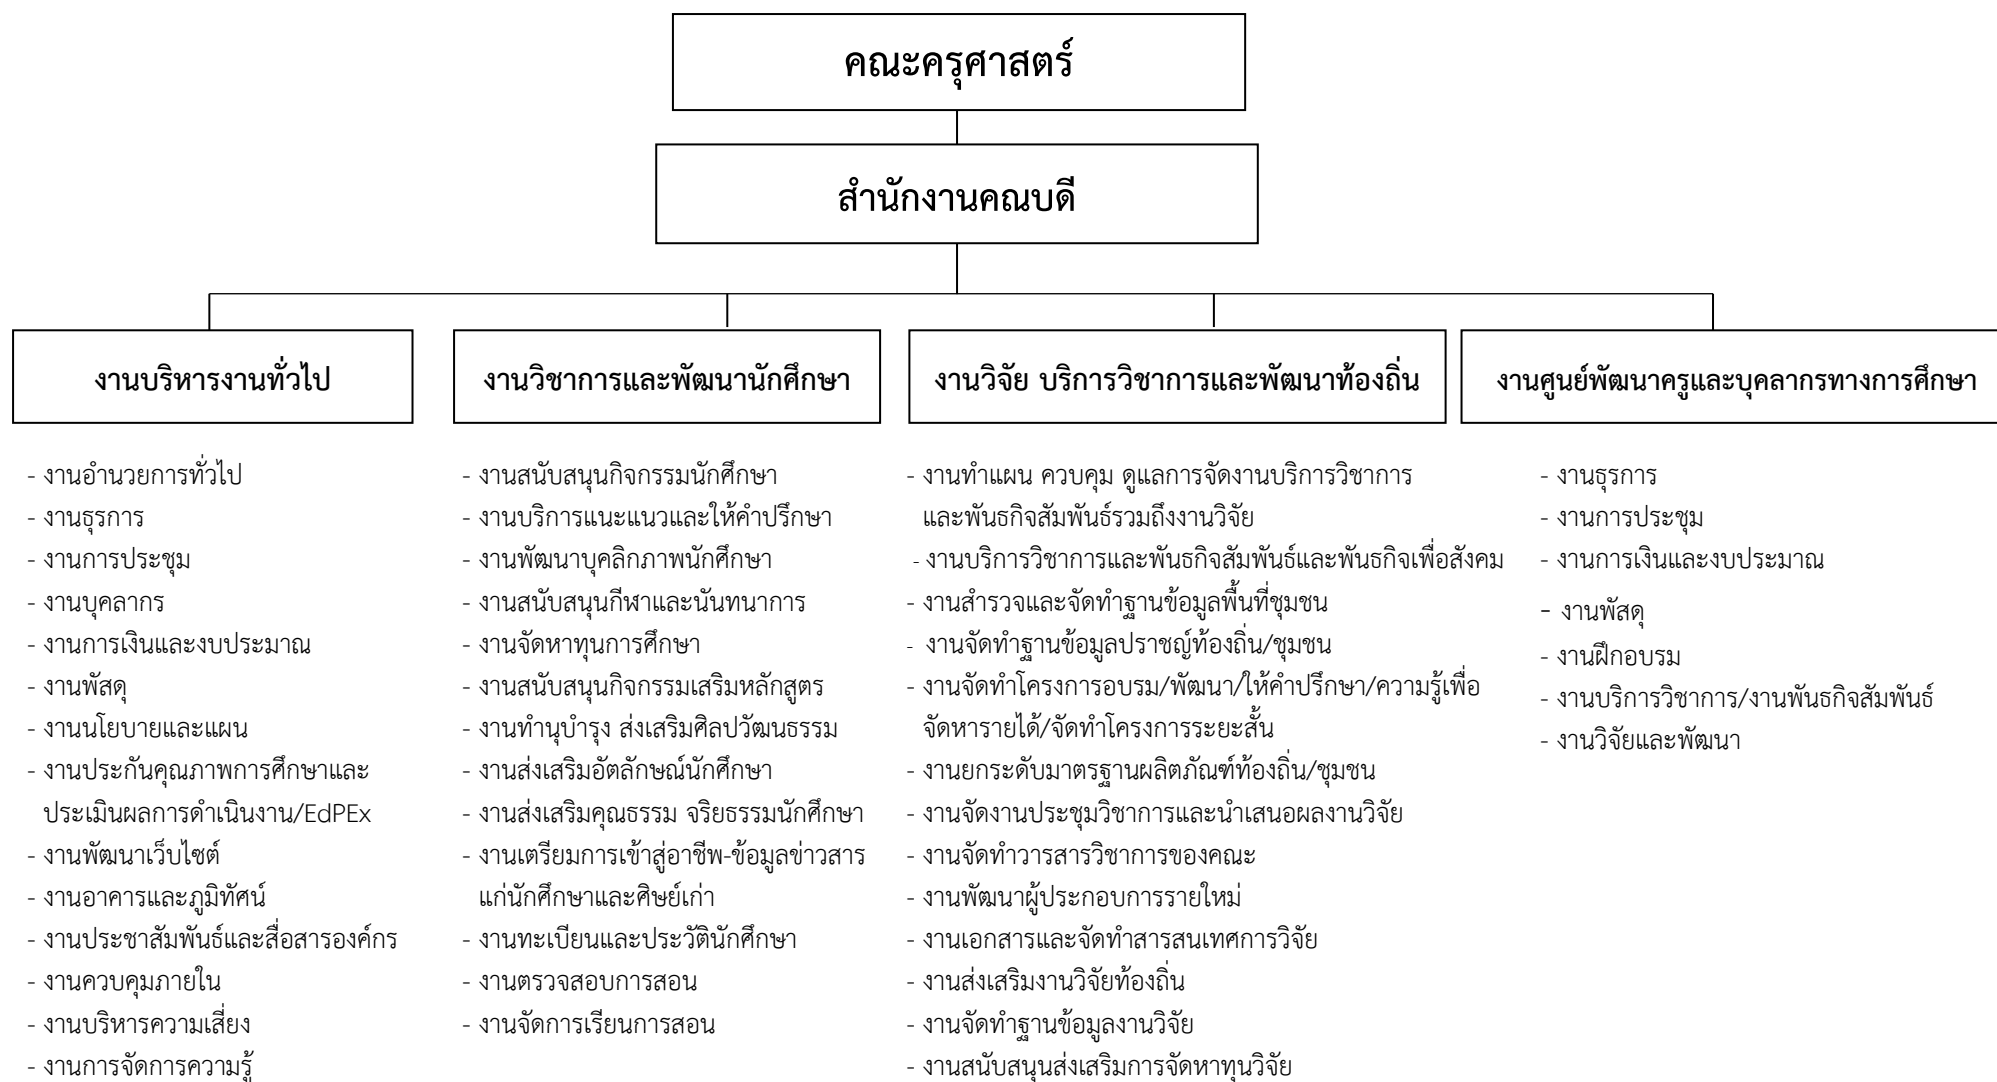 คณะครุศาสตร์
สำนักงานคณบดี
งานบริหารงานทั่วไป
- งานอำนวยการทั่วไป
- งานธุรการ
- งานการประชุม
- งานบุคลากร
- งานการเงินและงบประมาณ
- งานพัสดุ
- งานนโยบายและแผน
- งานประกันคุณภาพการศึกษาและ
ประเมินผลการดำเนินงาน/EdPEx
- งานพัฒนาเว็บไซต์
- งานอาคารและภูมิทัศน์
- งานประชาสัมพันธ์และสื่อสารองค์กร
- งานควบคุมภายใน
- งานบริหารความเสี่ยง
- งานการจัดการความรู้
งานวิชาการและพัฒนานักศึกษา
- งานสนับสนุนกิจกรรมนักศึกษา
- งานบริการแนะแนวและให้คำปรึกษา
- งานพัฒนาบุคลิกภาพนักศึกษา
- งานสนับสนุนกีฬาและนันทนาการ
- งานจัดหาทุนการศึกษา
- งานสนับสนุนกิจกรรมเสริมหลักสูตร
- งานทำนุบำรุง ส่งเสริมศิลปวัฒนธรรม
- งานส่งเสริมอัตลักษณ์นักศึกษา
- งานส่งเสริมคุณธรรม จริยธรรมนักศึกษา
- งานเตรียมการเข้าสู่อาชีพ-ข้อมูลข่าวสาร
แก่นักศึกษาและศิษย์เก่า
- งานทะเบียนและประวัตินักศึกษา
- งานตรวจสอบการสอน
- งานจัดการเรียนการสอน
งานวิจัย บริการวิชาการและพัฒนาท้องถิ่น
- งานทำแผน ควบคุม ดูแลการจัดงานบริการวิชาการ
และพันธกิจสัมพันธ์รวมถึงงานวิจัย
- งานบริการวิชาการและพันธกิจสัมพันธ์และพันธกิจเพื่อสังคม
- งานสำรวจและจัดทำฐานข้อมูลพื้นที่ชุมชน
- งานจัดทำฐานข้อมูลปราชญ์ท้องถิ่น/ชุมชน
- งานจัดทำโครงการอบรม/พัฒนา/ให้คำปรึกษา/ความรู้เพื่อ
จัดหารายได้/จัดทำโครงการระยะสั้น
- งานยกระดับมาตรฐานผลิตภัณฑ์ท้องถิ่น/ชุมชน
- งานจัดงานประชุมวิชาการและนำเสนอผลงานวิจัย
- งานจัดทำวารสารวิชาการของคณะ
- งานพัฒนาผู้ประกอบการรายใหม่
- งานเอกสารและจัดทำสารสนเทศการวิจัย
- งานส่งเสริมงานวิจัยท้องถิ่น
- งานจัดทำฐานข้อมูลงานวิจัย
- งานสนับสนุนส่งเสริมการจัดหาทุนวิจัย
งานศูนย์พัฒนาครูและบุคลากรทางการศึกษา
- งานธุรการ
- งานการประชุม
- งานการเงินและงบประมาณ
- งานพัสดุ
- งานฝึกอบรม
- งานบริการวิชาการ/งานพันธกิจสัมพันธ์
- งานวิจัยและพัฒนา